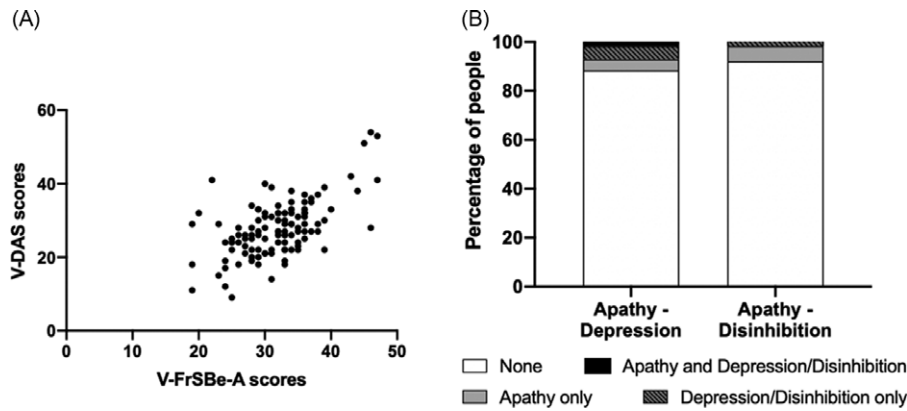 (A)
60
40
20
0
V-DAS scores
0 10 20 30 40 50
V-FrSBe-A scores
(B)
100
80
60
40
20
0
Percentage of people
Apathy -
Depression
Apathy -
Disinhibition
None
Apathy and Depression/Disinhibition
Apathy only
Depression/Disinhibition only